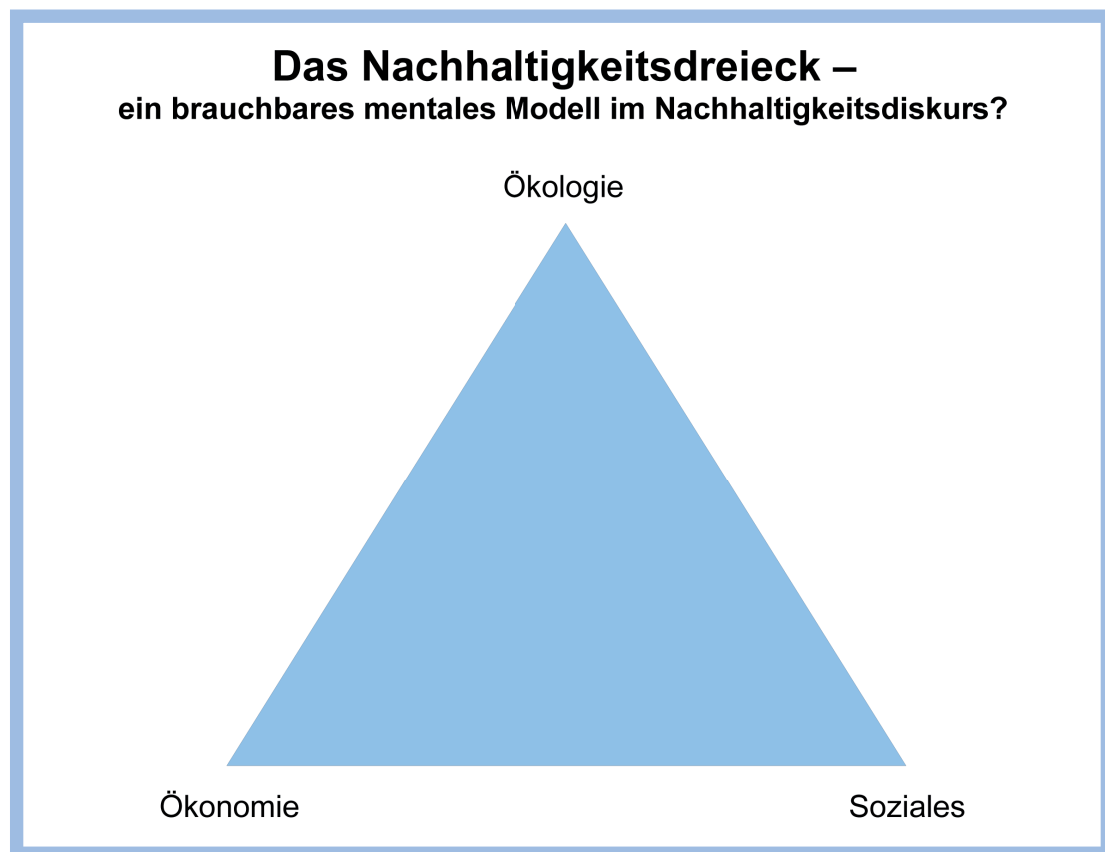 Das Nachhaltigkeitsdreieck –
ein brauchbares mentales Modell im Nachhaltigkeitsdiskurs?
Ökologie
Ökonomie
Soziales